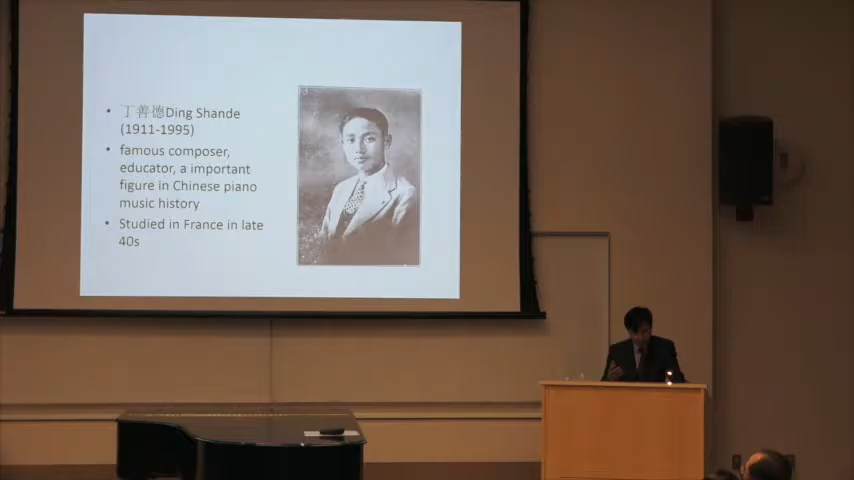 • 丁善德Ding Shande
(1911-1995)
• famous composer,
educator, a important
figure in Chinese piano
music history
• Studied in France in late
40s